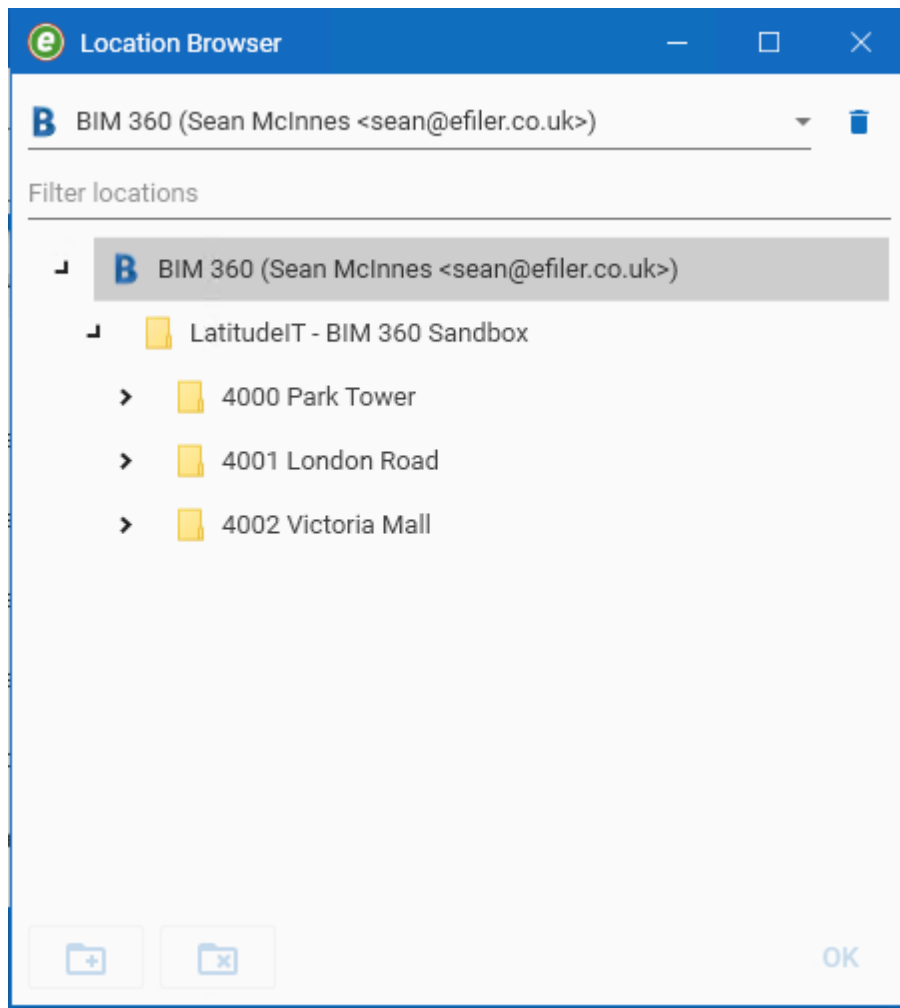 e Location Browser
B BIM 360 (Sean McInnes <sean@efiler.co.uk>)
Filter locations
B BIM 360 (Sean McInnes <sean@efiler.co.uk>)
LatitudeIT - BIM 360 Sandbox
4000 Park Tower
4001 London Road
4002 Victoria Mall
OK